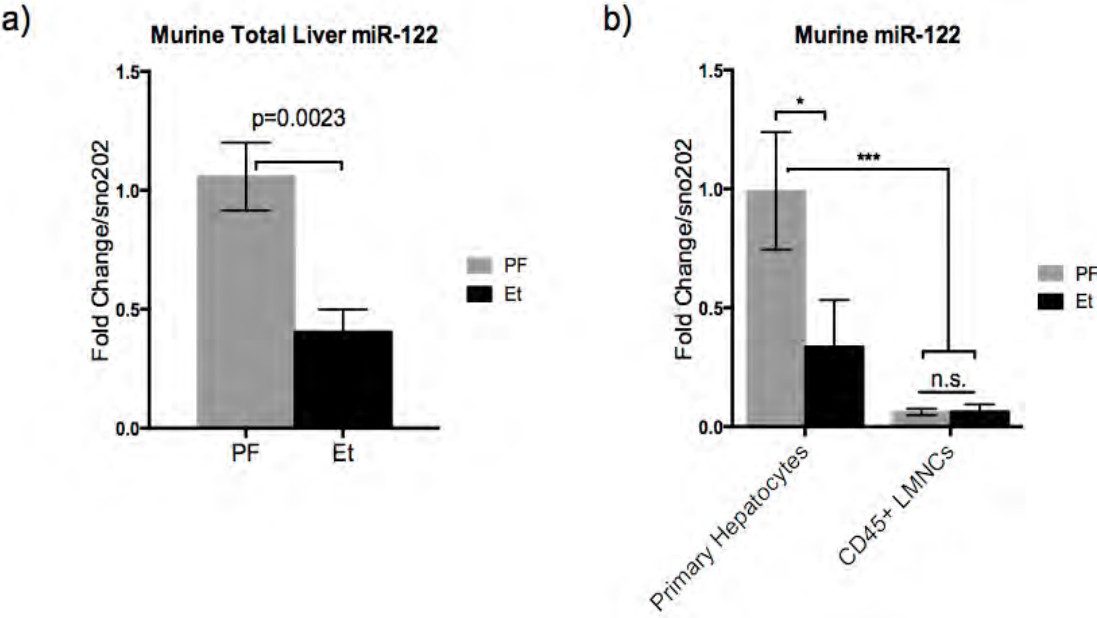 a)
Murine Total Liver miR-122
Fold Change/sno202
1.5
1.0
0.5
0.0
p=0.0023
PF
Et
PF
Et
b)
Murine miR-122
Fold Change/sno202
1.5
1.0
0.5
0.0
*
***
n.s.
Primary Hepatocytes
CD45+ LMNCs
PF
Et